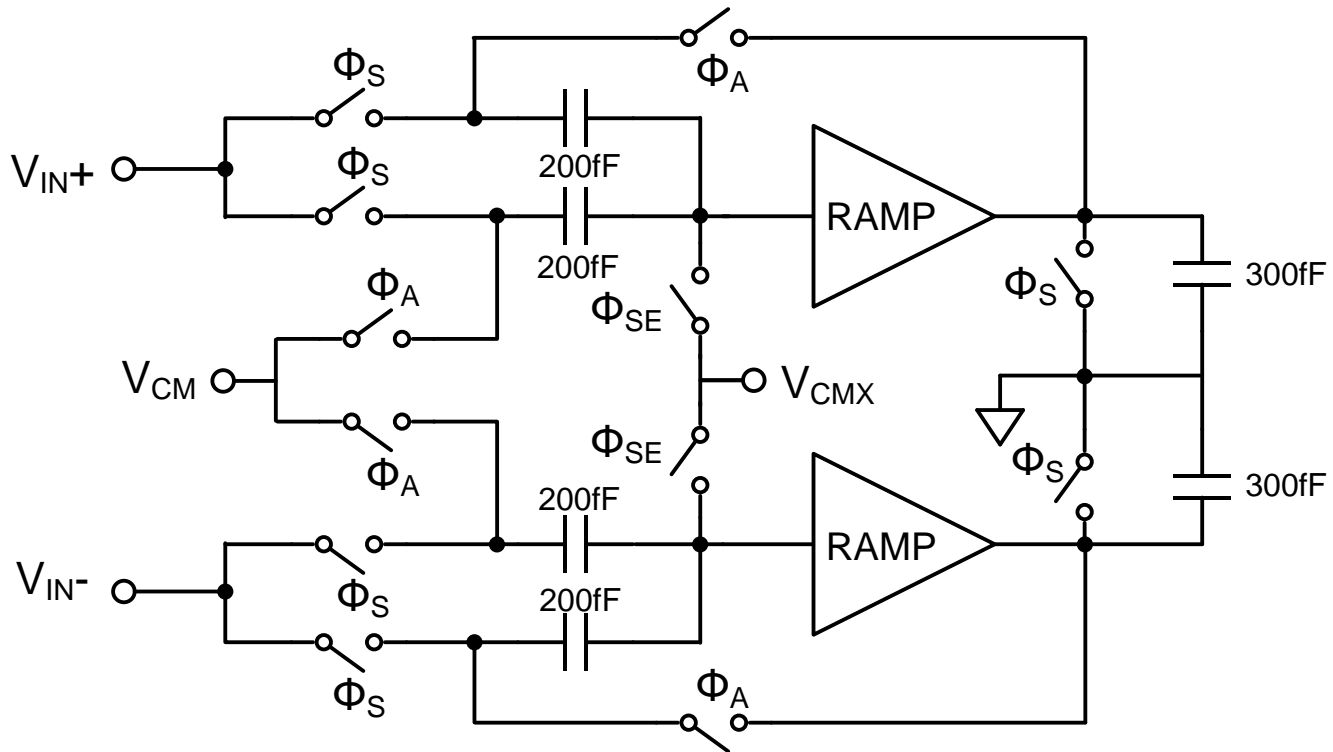 Φ_S
Φ_A
200fF
V_IN+
Φ_S
RAMP
200fF
Φ_A
Φ_SE
Φ_S
300fF
V_CM
V_CMX
Φ_SE
Φ_A
Φ_S
200fF
300fF
RAMP
V_IN-
Φ_S
200fF
Φ_S
Φ_A